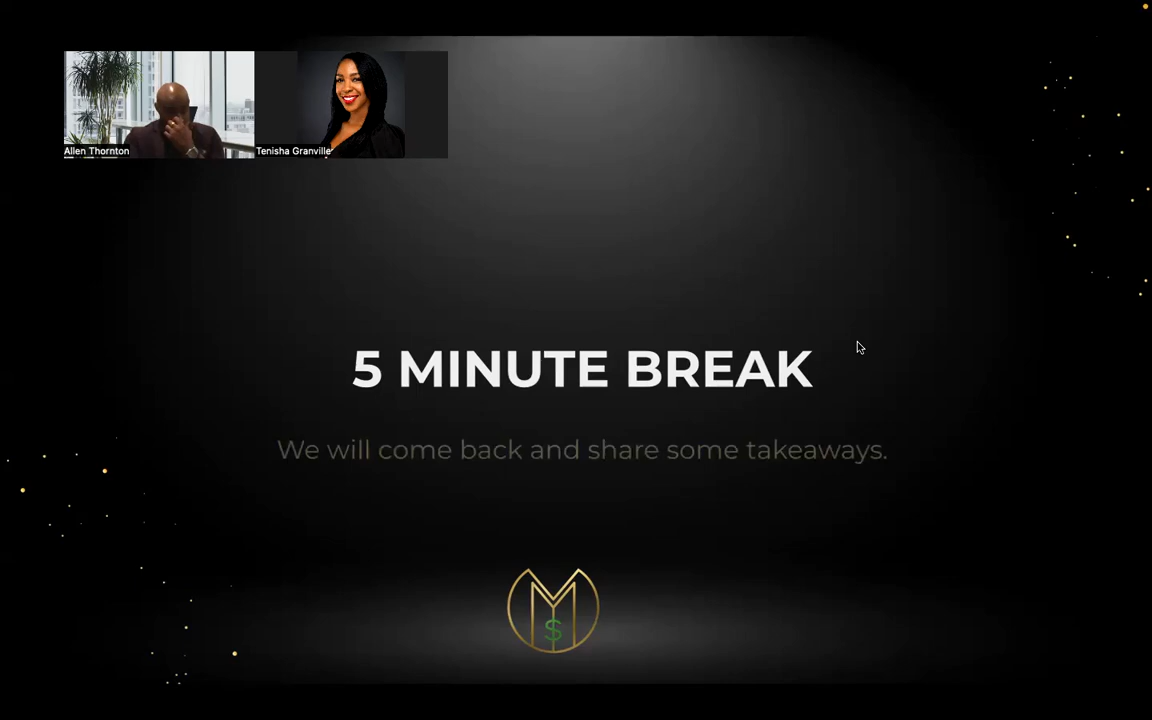 Allen Thornton
Tenisha Granville
5 MINUTE BREAK
We will come back and share some takeaways.
M
$